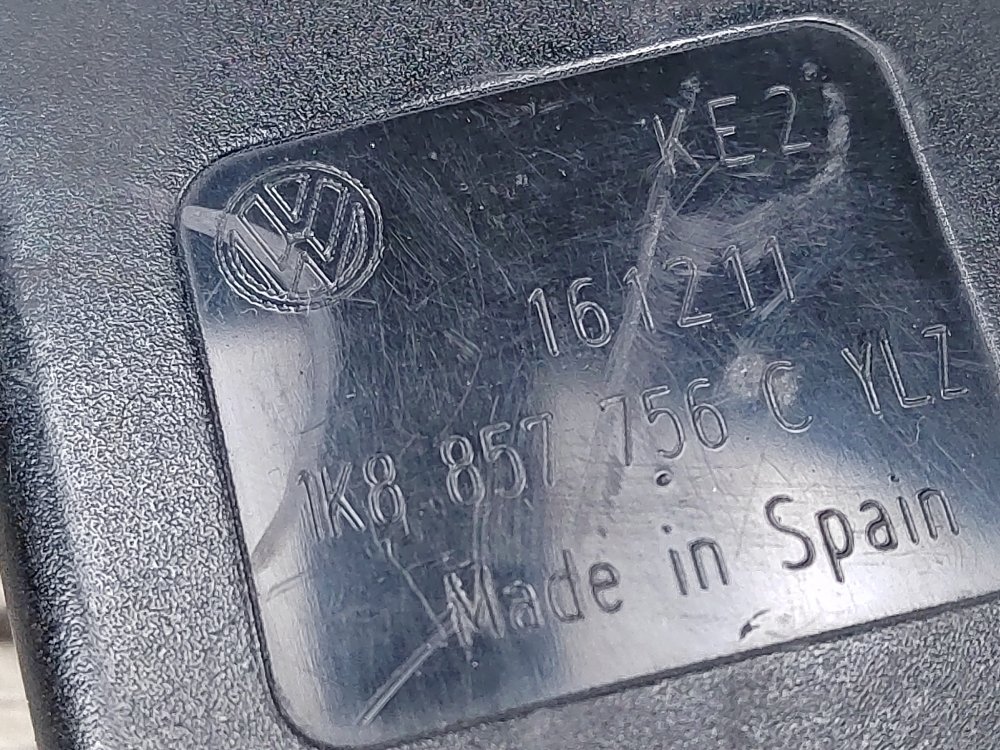 KE2
161211
1K8 857 756 C YLZ
Made in Spain